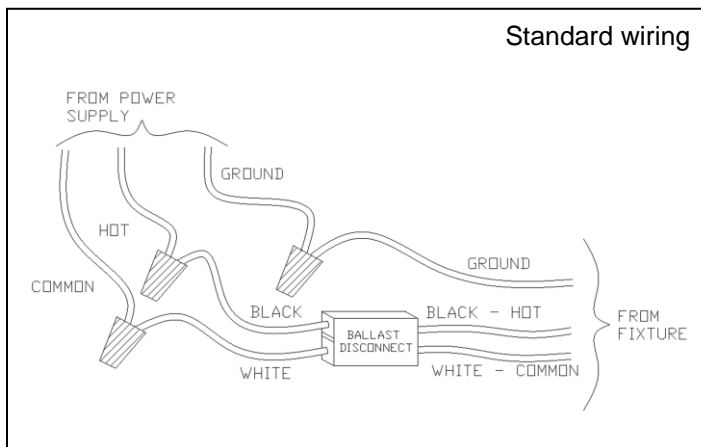 Standard wiring
FROM POWER
SUPPLY
GROUND
HOT
COMMON
GROUND
BLACK
BLACK - HOT
BALLAST
DISCONNECT
FROM
FIXTURE
WHITE
WHITE - COMMON